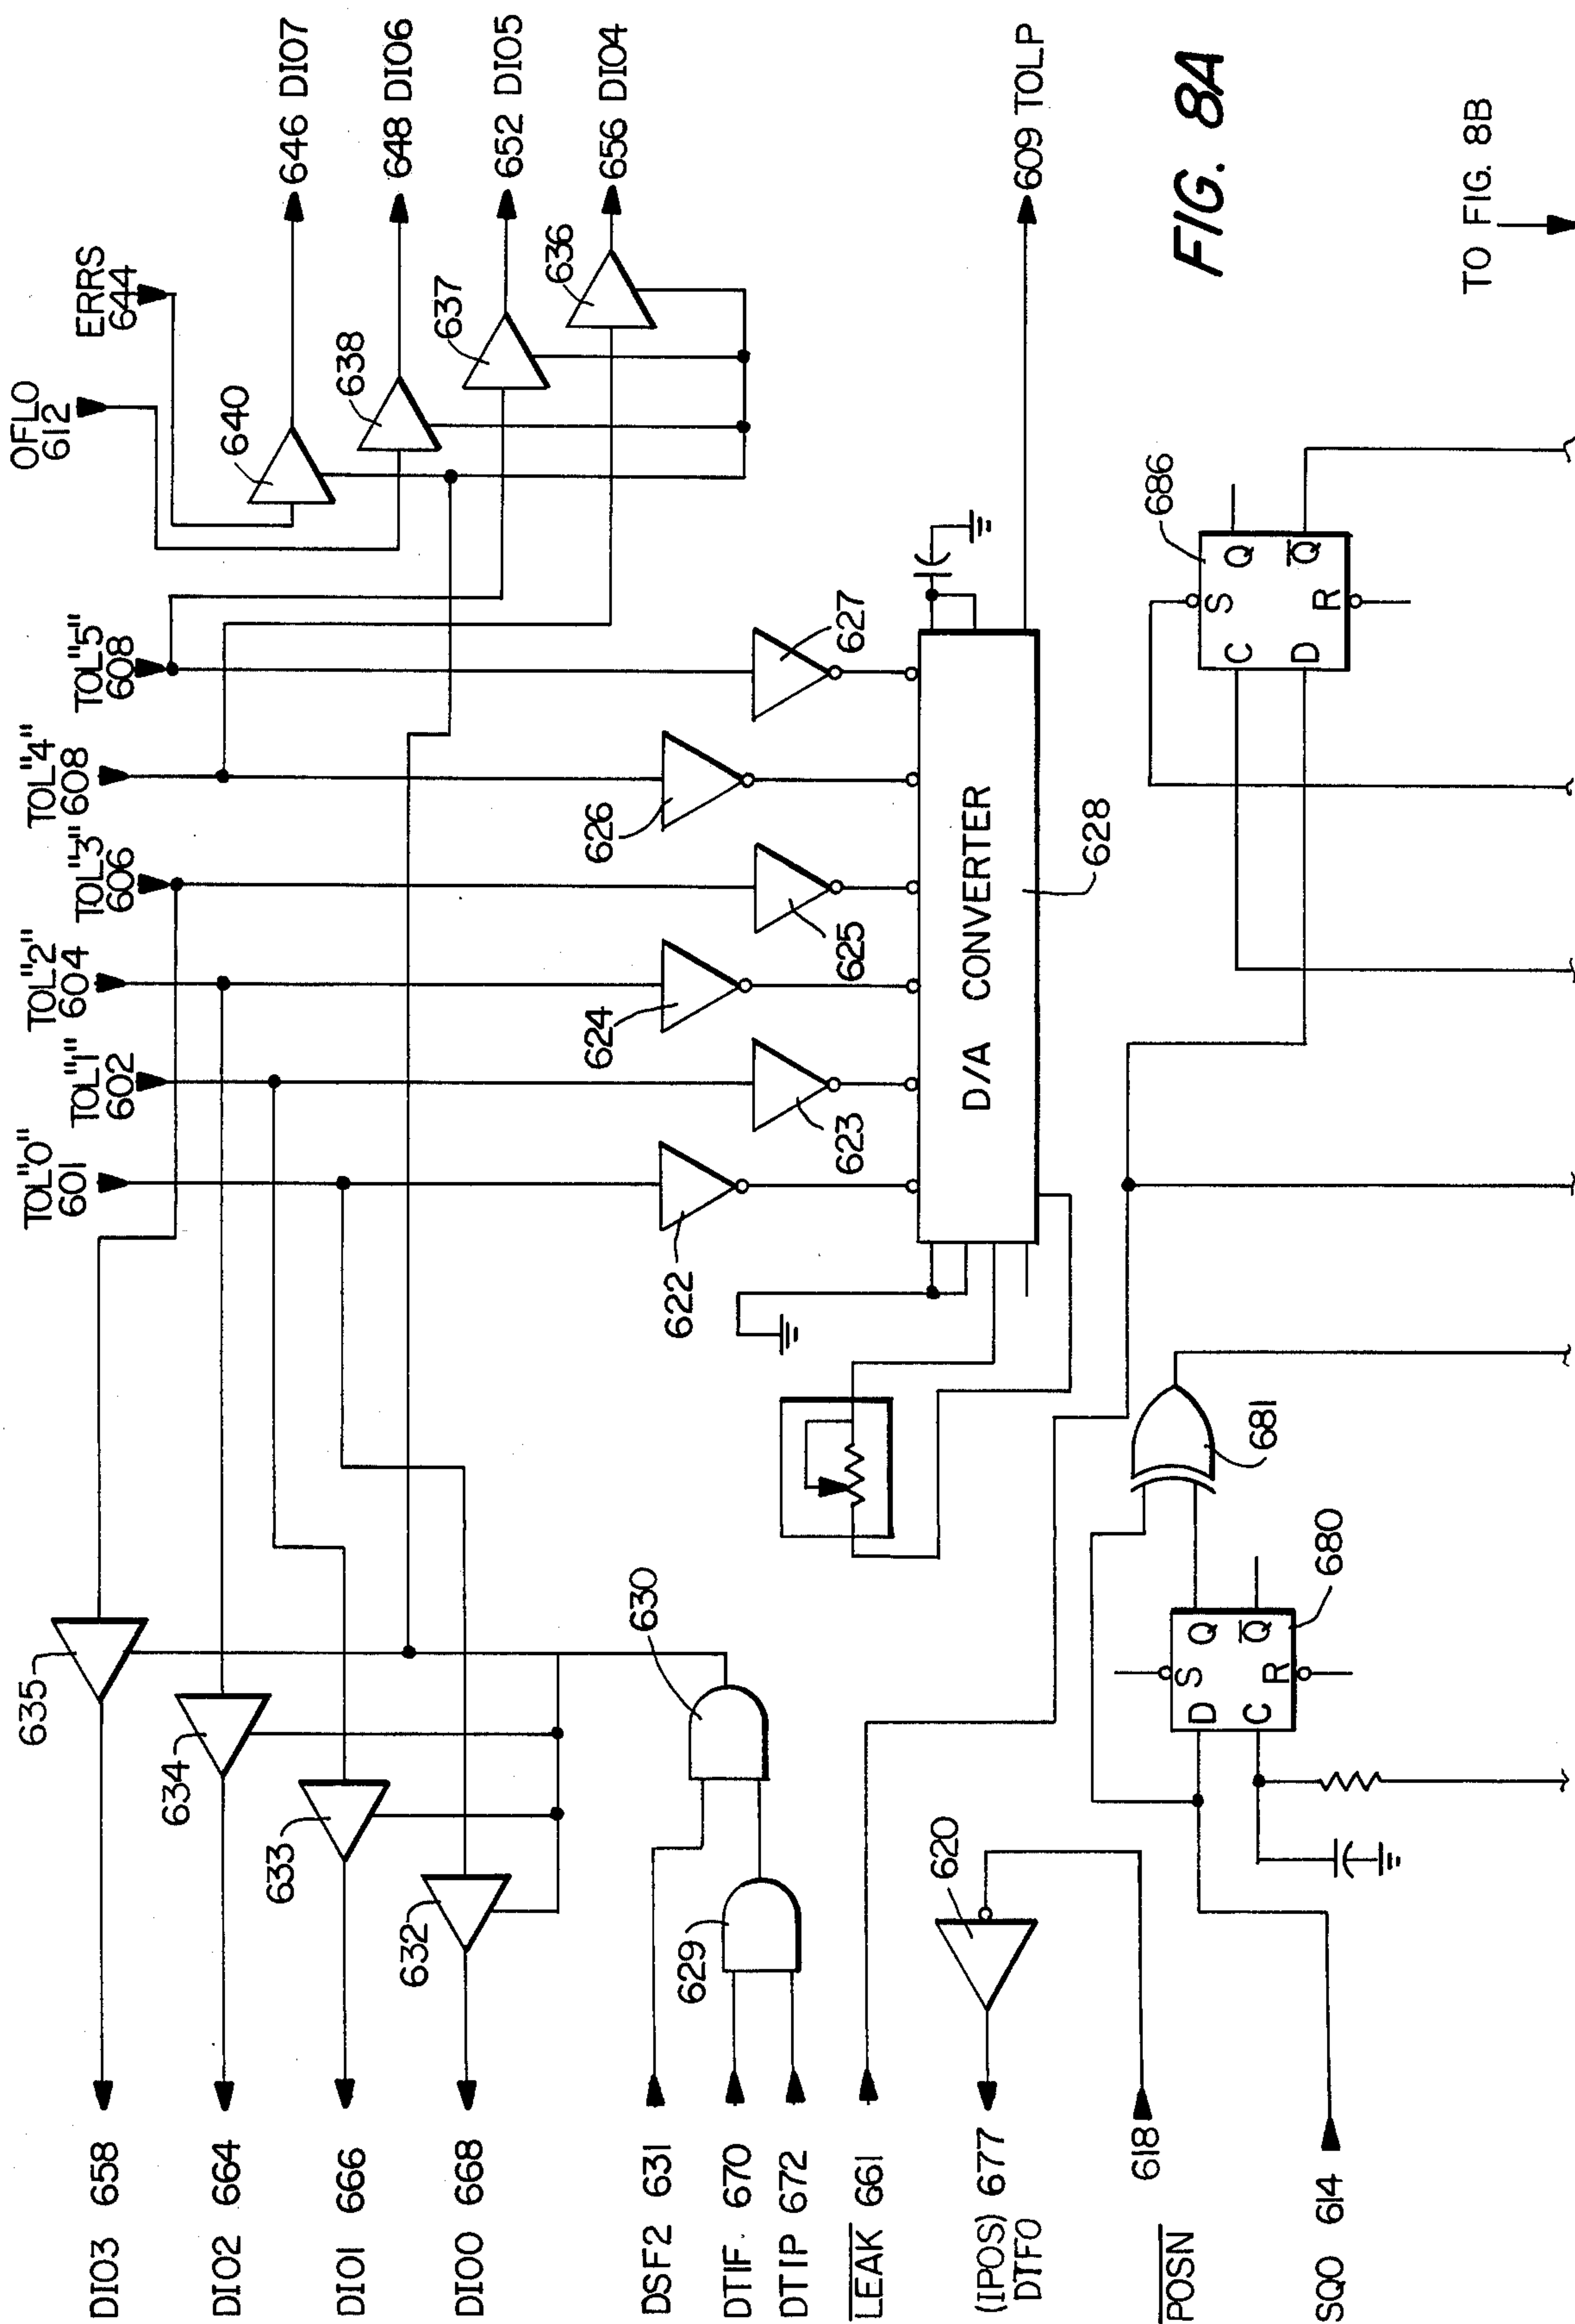 OFLO
612
ERRS
644
640
638
637
636
646 DIO7
648 DIO6
652 DIO5
656 DIO4
TOL"0"
601
TOL"1"
602
TOL"2"
604
TOL"3"
606
TOL"4"
608
TOL"5"
608
622
623
624
625
626
627
D/A CONVERTER
628
609 TOLP
635
634
633
632
630
629
DIO3 658
DIO2 664
DIO1 666
DIO0 668
DSF2 631
DTIF. 670
DTIP 672
L̅E̅A̅K̅ 661
(IPOS) 677
DTFO
620
618
P̅O̅S̅N̅
SQO 614
S
D Q
C Q̅
R
680
681
S
C Q
D Q̅
R
686
FIG. 8A
TO FIG. 8B